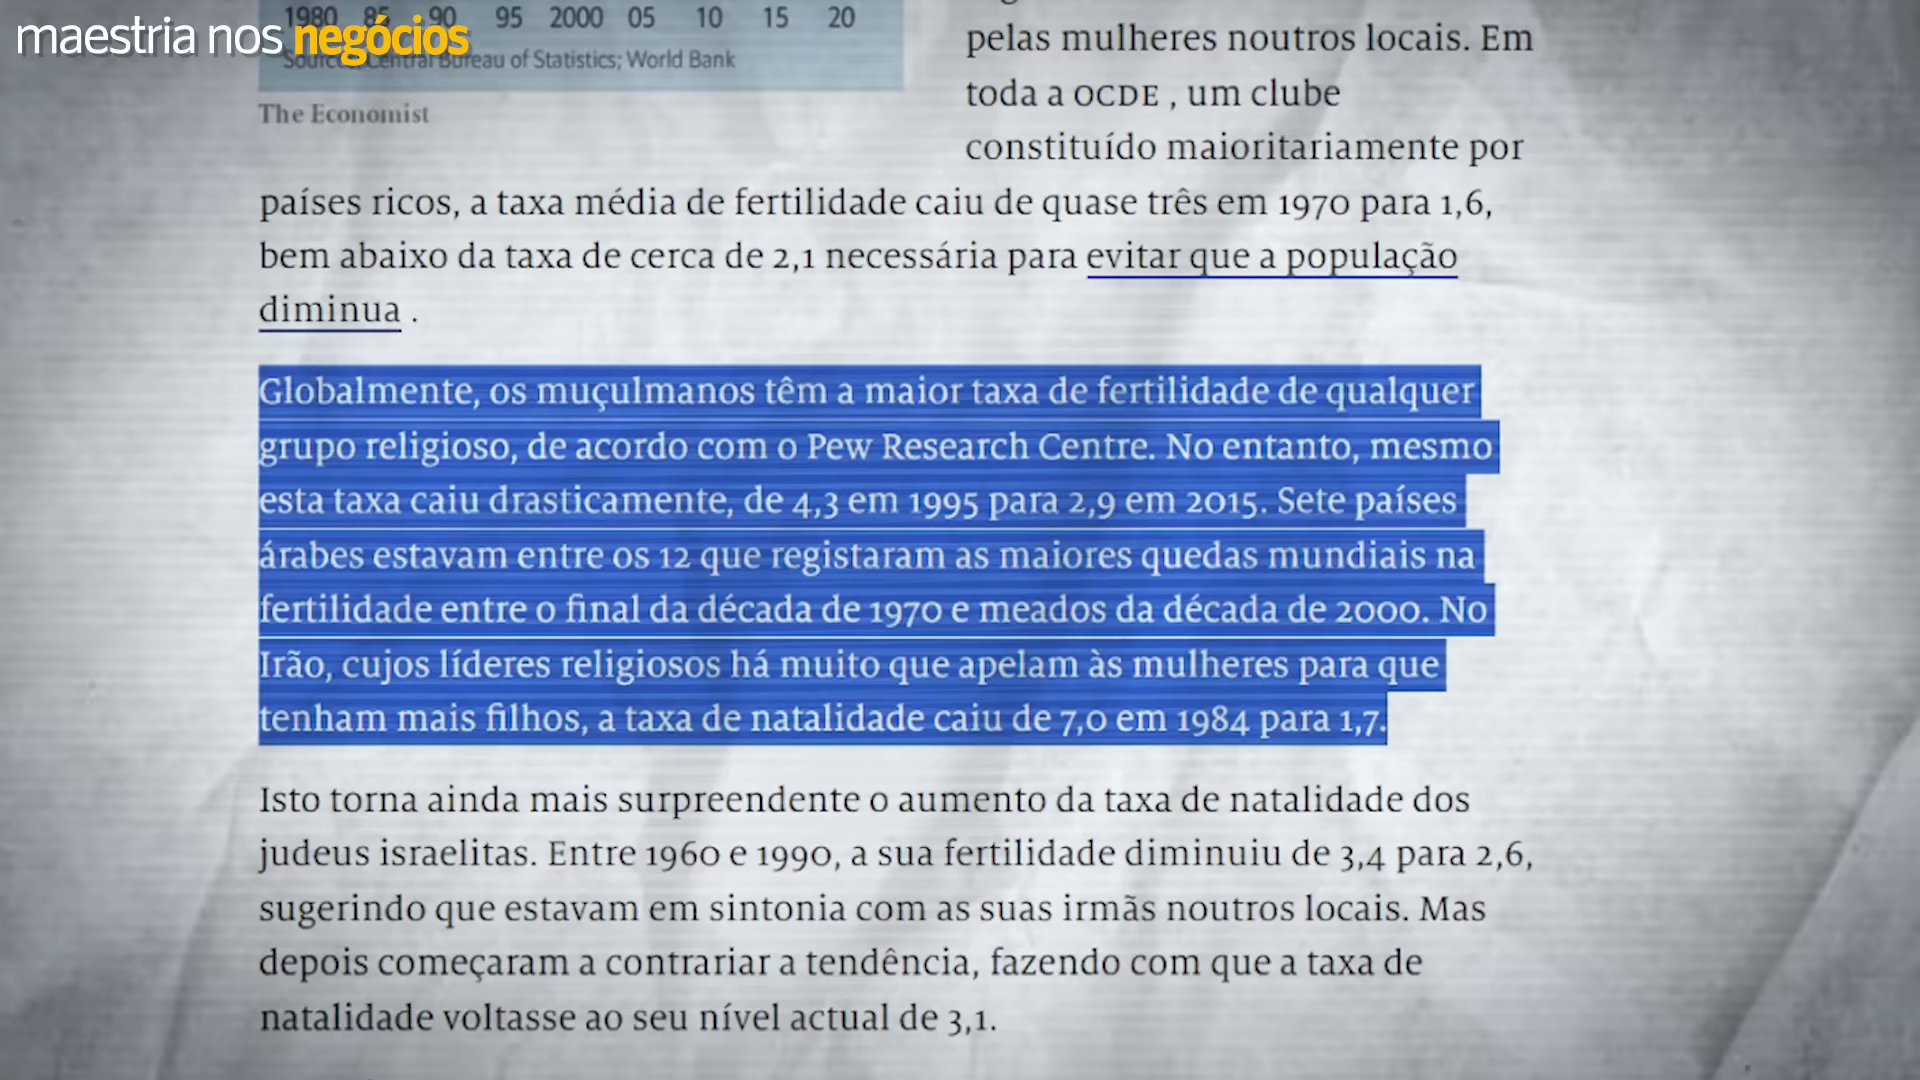 1980 85 90 95 2000 05 10 15 20
maestria nos negócios
Source: Central Bureau of Statistics; World Bank
The Economist
pelas mulheres noutros locais. Em
toda a OCDE , um clube
constituído maioritariamente por
países ricos, a taxa média de fertilidade caiu de quase três em 1970 para 1,6,
bem abaixo da taxa de cerca de 2,1 necessária para evitar que a população
diminua .
Globalmente, os muçulmanos têm a maior taxa de fertilidade de qualquer
grupo religioso, de acordo com o Pew Research Centre. No entanto, mesmo
esta taxa caiu drasticamente, de 4,3 em 1995 para 2,9 em 2015. Sete países
árabes estavam entre os 12 que registaram as maiores quedas mundiais na
fertilidade entre o final da década de 1970 e meados da década de 2000. No
Irão, cujos líderes religiosos há muito que apelam às mulheres para que
tenham mais filhos, a taxa de natalidade caiu de 7,0 em 1984 para 1,7.
Isto torna ainda mais surpreendente o aumento da taxa de natalidade dos
judeus israelitas. Entre 1960 e 1990, a sua fertilidade diminuiu de 3,4 para 2,6,
sugerindo que estavam em sintonia com as suas irmãs noutros locais. Mas
depois começaram a contrariar a tendência, fazendo com que a taxa de
natalidade voltasse ao seu nível actual de 3,1.